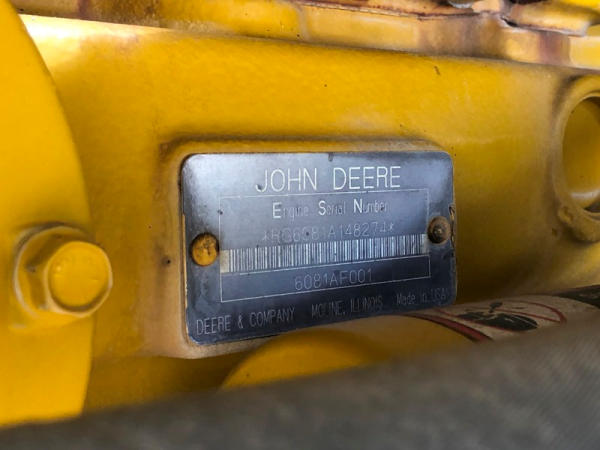 JOHN DEERE
Engine Serial Number
*RG6081A148274*
6081AF001
DEERE & COMPANY MOLINE, ILLINOIS Made in USA